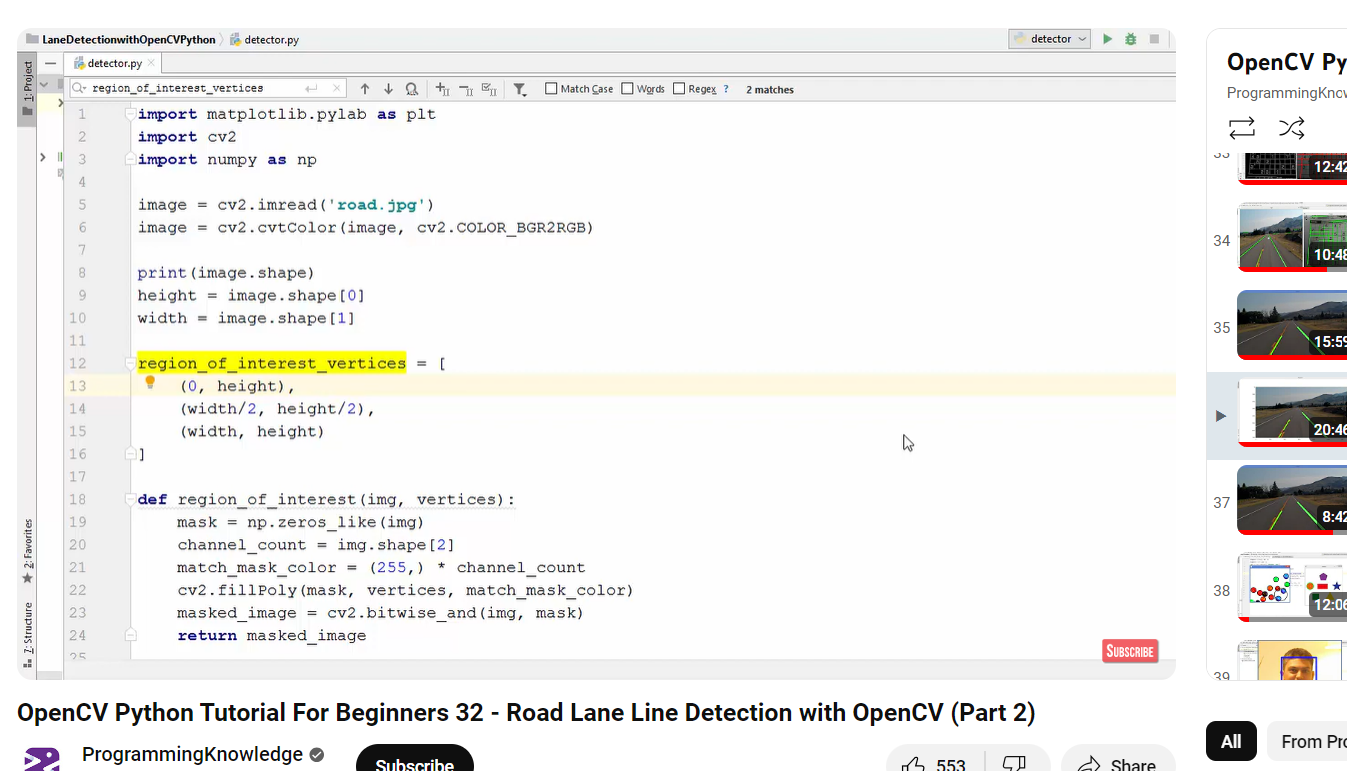 LaneDetectionwithOpenCVPython detector.py detector
1: Project
detector.py
region_of_interest_vertices Match Case Words Regex ? 2 matches
1 import matplotlib.pylab as plt
2 import cv2
3 import numpy as np
4
5 image = cv2.imread('road.jpg')
6 image = cv2.cvtColor(image, cv2.COLOR_BGR2RGB)
7
8 print(image.shape)
9 height = image.shape[0]
10 width = image.shape[1]
11
12 region_of_interest_vertices = [
13 (0, height),
14 (width/2, height/2),
15 (width, height)
16 ]
17
18 def region_of_interest(img, vertices):
19 mask = np.zeros_like(img)
20 channel_count = img.shape[2]
21 match_mask_color = (255,) * channel_count
22 cv2.fillPoly(mask, vertices, match_mask_color)
23 masked_image = cv2.bitwise_and(img, mask)
24 return masked_image
25
2: Favorites
7: Structure
SUBSCRIBE
OpenCV Python Tutorial For Beginners 32 - Road Lane Line Detection with OpenCV (Part 2)
ProgrammingKnowledge
Subscribe
553
Share
OpenCV Py
ProgrammingKnow
33 12:42
34 10:48
35 15:59
20:46
37 8:42
38 12:06
39
All
From Pro